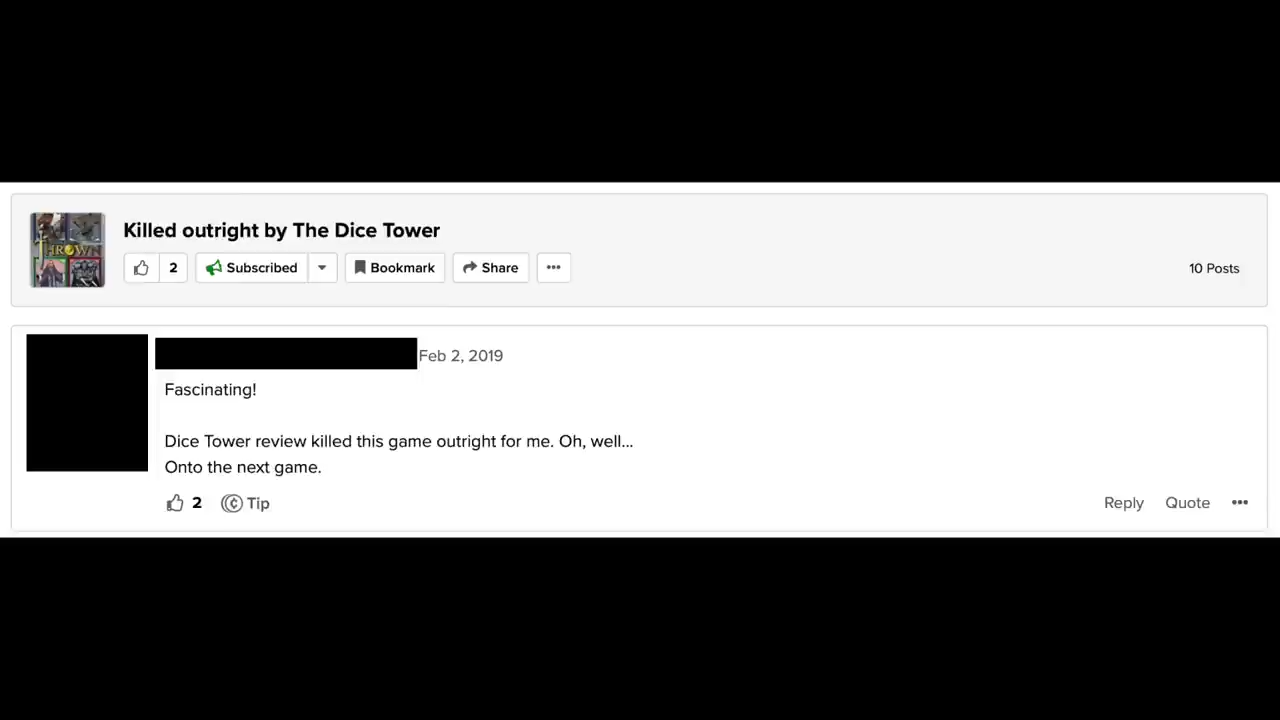 Killed outright by The Dice Tower
THROWN
2 Subscribed Bookmark Share
10 Posts
Feb 2, 2019
Fascinating!
Dice Tower review killed this game outright for me. Oh, well...
Onto the next game.
2 Tip Reply Quote